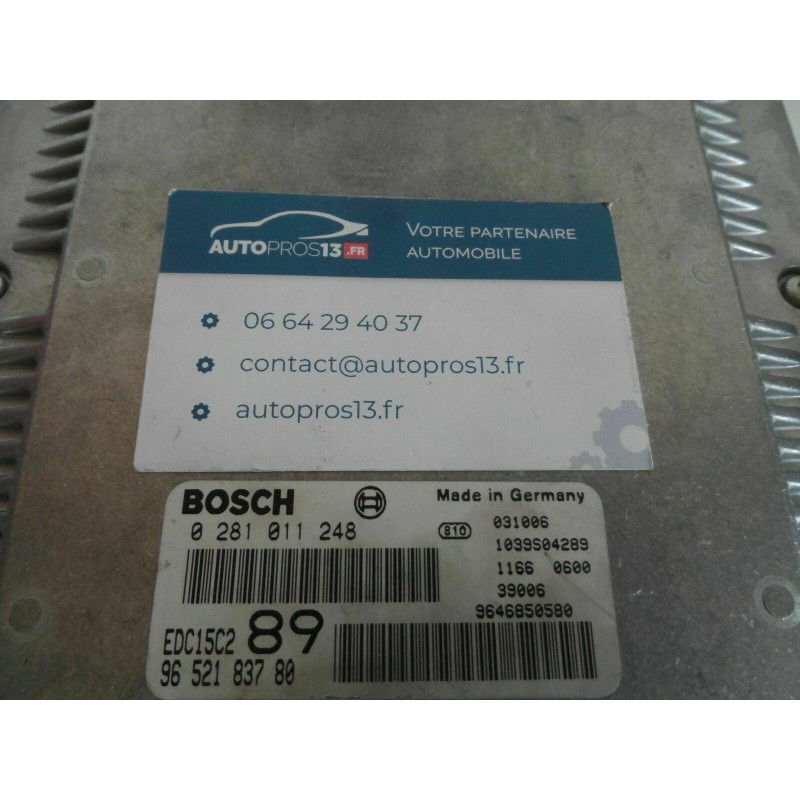 AUTOPROS13.FR
VOTRE PARTENAIRE
AUTOMOBILE
06 64 29 40 37
contact@autopros13.fr
autopros13.fr
BOSCH
Made in Germany
0 281 011 248
810
031006
1039S04289
1166 0600
39006
9646850580
EDC15C2
89
96 521 837 80